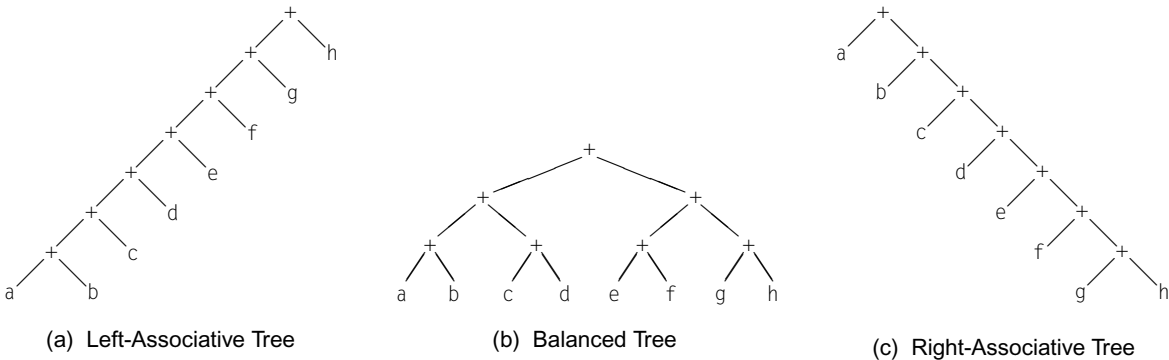 +
+ h
+ g
+ f
+ e
+ d
+ c
a b
(a) Left-Associative Tree
+
+ +
+ + + +
a b c d e f g h
(b) Balanced Tree
+
a +
b +
c +
d +
e +
f +
g h
(c) Right-Associative Tree